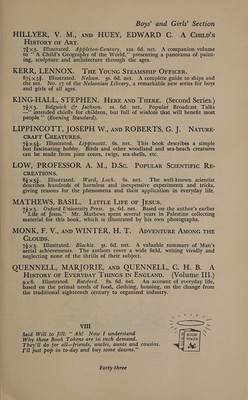 Boys' and Girls' Section
HILLYER, V. M., and HUEY, EDWARD C. A CHILD'S
HISTORY OF ART.
7¾×5. Illustrated. Appleton-Century. 12s. 6d. net. A companion volume
to "A Child's Geography of the World," presenting a panorama of paint-
ing, sculpture and architecture through the ages.
KERR, LENNOX. THE YOUNG STEAMSHIP OFFICER.
8¼×5¾. Illustrated. Nelson. 5s. 0d. net. A complete guide to ships and
the sea. No. 17 of the Nelsonian Library, a remarkable new series for boys
and girls of all ages.
KING-HALL, STEPHEN. HERE AND THERE. (Second Series.)
7½×5. Sidgwick & Jackson. 2s. 6d. net. Popular Broadcast Talks
"intended chiefly for children, but full of wisdom that will benefit most
people" (Evening Standard).
LIPPINCOTT, JOSEPH W., and ROBERTS, G. J. NATURE-
CRAFT CREATURES.
Illustrated. Lippincott. 6s. net. This book describes a simple
but fascinating hobby. Birds and other woodland and sea-beach creatures
can be made from pine cones, twigs, sea-shells, etc.
LOW, PROFESSOR A. M., D.Sc. POPULAR SCIENTIFIC RE-
CREATIONS.
Illustrated. Ward, Lock. 6s. net. The well-known scientist
describes hundreds of harmless and inexpensive experiments and tricks,
giving reasons for the phenomena and their application in everyday life.
MATHEWS, BASIL. LITTLE LIFE OF JESUS.
7½×5. Oxford University Press. 3s. 6d. net. Based on the author's earlier
"Life of Jesus." Mr. Mathews spent several years in Palestine collecting
material for this book, which is illustrated by his own photographs.
MONK, F. V., and WINTER, H. T. ADVENTURE AMONG THE
CLOUDS.
Illustrated. Blackie. 3s. 6d. net. A valuable summary of Man's
aerial achievements. The authors cover a wide field, writing vividly and
neglecting none of the thrills of their subject.
QUENNELL, MARJORIE, and QUENNELL, C. H. B. A
HISTORY OF EVERYDAY THINGS IN ENGLAND. (Volume III.)
9×6. Illustrated. Batsford. 8s. 6d. net. An account of everyday life,
based on the primal needs of food, clothing, housing, on the change from
the traditional eighteenth century to organized industry.
VIII
Said Will to Jill: "Ah! Now I understand
Why these Book Tokens are in such demand.
They'll do for all—friends, uncles, aunts and cousins.
I'll just pop in to-day and buy some dozens."
BOOK
TOKENS
Forty-three